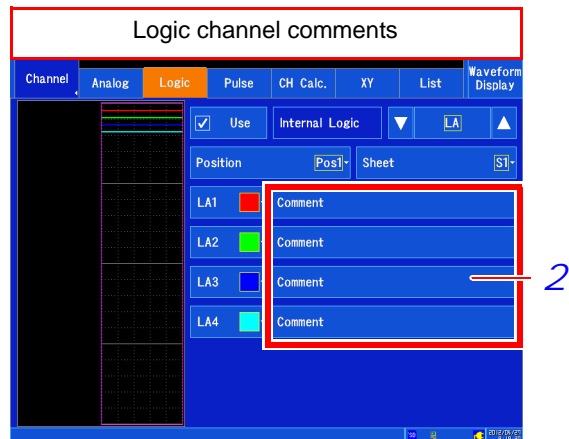 Logic channel comments
Channel Analog Logic Pulse CH Calc. XY List Waveform Display
Use Internal Logic LA
Position Pos1 Sheet S1
LA1 Comment
LA2 Comment
LA3 Comment
LA4 Comment
2